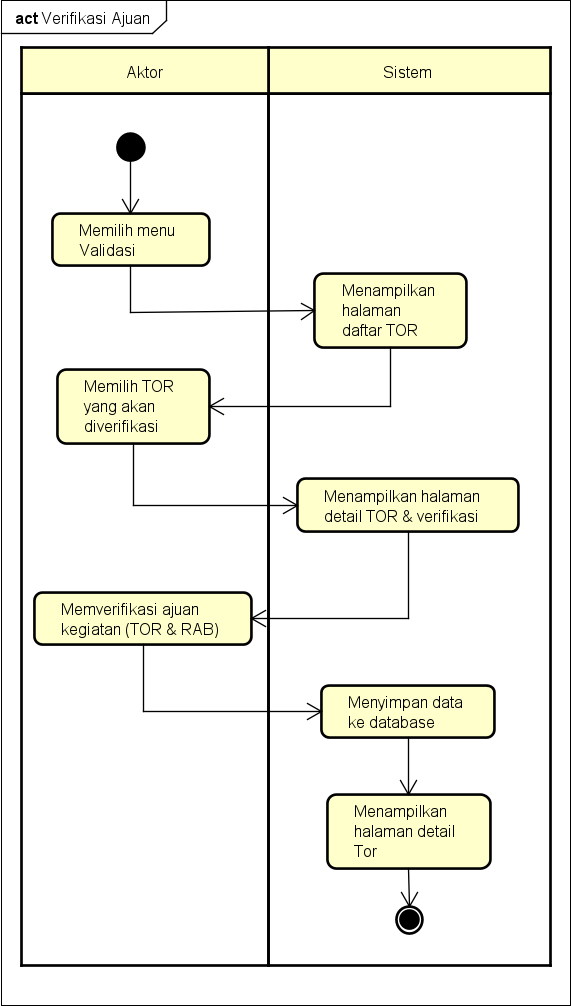 act Verifikasi Ajuan
Aktor
Sistem
Memilih menu
Validasi
Menampilkan
halaman
daftar TOR
Memilih TOR
yang akan
diverifikasi
Menampilkan halaman
detail TOR & verifikasi
Memverifikasi ajuan
kegiatan (TOR & RAB)
Menyimpan data
ke database
Menampilkan
halaman detail
Tor